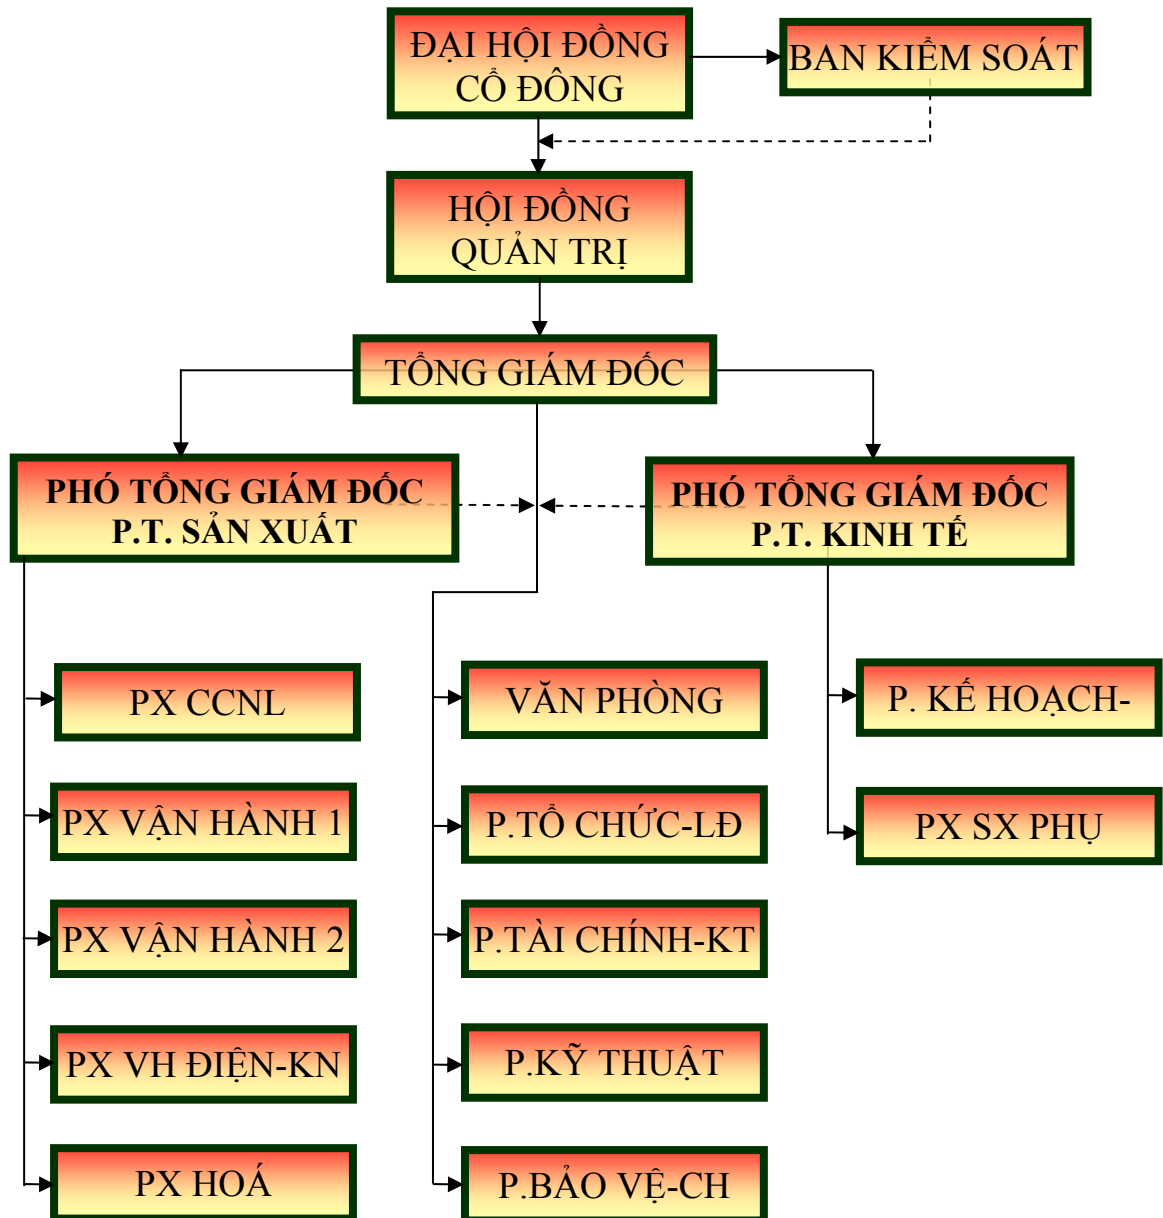 ĐẠI HỘI ĐỒNG
CỔ ĐÔNG
BAN KIỂM SOÁT
HỘI ĐỒNG
QUẢN TRỊ
TỔNG GIÁM ĐỐC
PHÓ TỔNG GIÁM ĐỐC
P.T. SẢN XUẤT
PHÓ TỔNG GIÁM ĐỐC
P.T. KINH TẾ
PX CCNL
PX VẬN HÀNH 1
PX VẬN HÀNH 2
PX VH ĐIỆN-KN
PX HOÁ
VĂN PHÒNG
P.TỔ CHỨC-LĐ
P.TÀI CHÍNH-KT
P.KỸ THUẬT
P.BẢO VỆ-CH
P. KẾ HOẠCH-
PX SX PHỤ